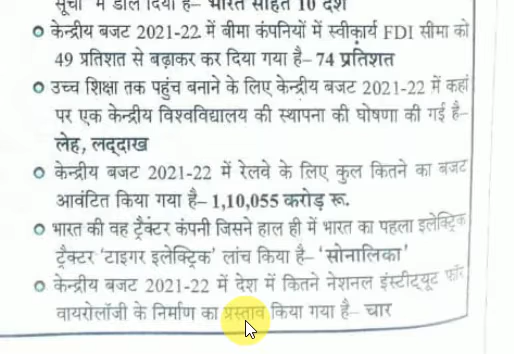 सूची में डाल दिया है– भारत सहित 10 देश
केन्द्रीय बजट 2021-22 में बीमा कंपनियों में स्वीकार्य FDI सीमा को
49 प्रतिशत से बढ़ाकर कर दिया गया है– 74 प्रतिशत
उच्च शिक्षा तक पहुंच बनाने के लिए केन्द्रीय बजट 2021-22 में कहां
पर एक केन्द्रीय विश्वविद्यालय की स्थापना की घोषणा की गई है–
लेह, लद्दाख
केन्द्रीय बजट 2021-22 में रेलवे के लिए कुल कितने का बजट
आवंटित किया गया है– 1,10,055 करोड़ रू.
भारत की वह ट्रैक्टर कंपनी जिसने हाल ही में भारत का पहला इलेक्ट्रिक
ट्रैक्टर 'टाइगर इलेक्ट्रिक' लांच किया है– 'सोनालिका'
केन्द्रीय बजट 2021-22 में देश में कितने नेशनल इंस्टीट्यूट फॉर
वायरोलॉजी के निर्माण का प्रस्ताव किया गया है– चार